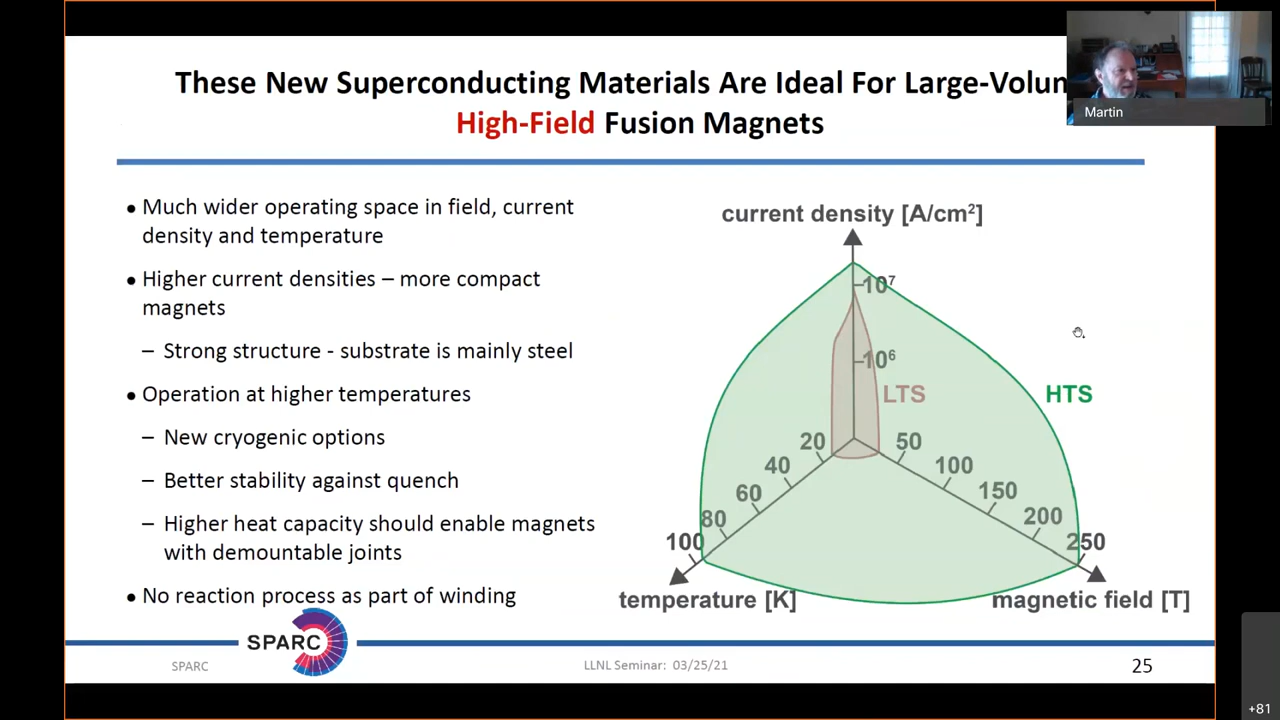 These New Superconducting Materials Are Ideal For Large-Volum
High-Field Fusion Magnets
Martin
• Much wider operating space in field, current
density and temperature
• Higher current densities – more compact
magnets
– Strong structure - substrate is mainly steel
• Operation at higher temperatures
– New cryogenic options
– Better stability against quench
– Higher heat capacity should enable magnets
with demountable joints
• No reaction process as part of winding
current density [A/cm²]
10⁷
10⁶
LTS
HTS
20
40
60
80
100
50
100
150
200
250
temperature [K]
magnetic field [T]
SPARC
SPARC
LLNL Seminar: 03/25/21
25
+81